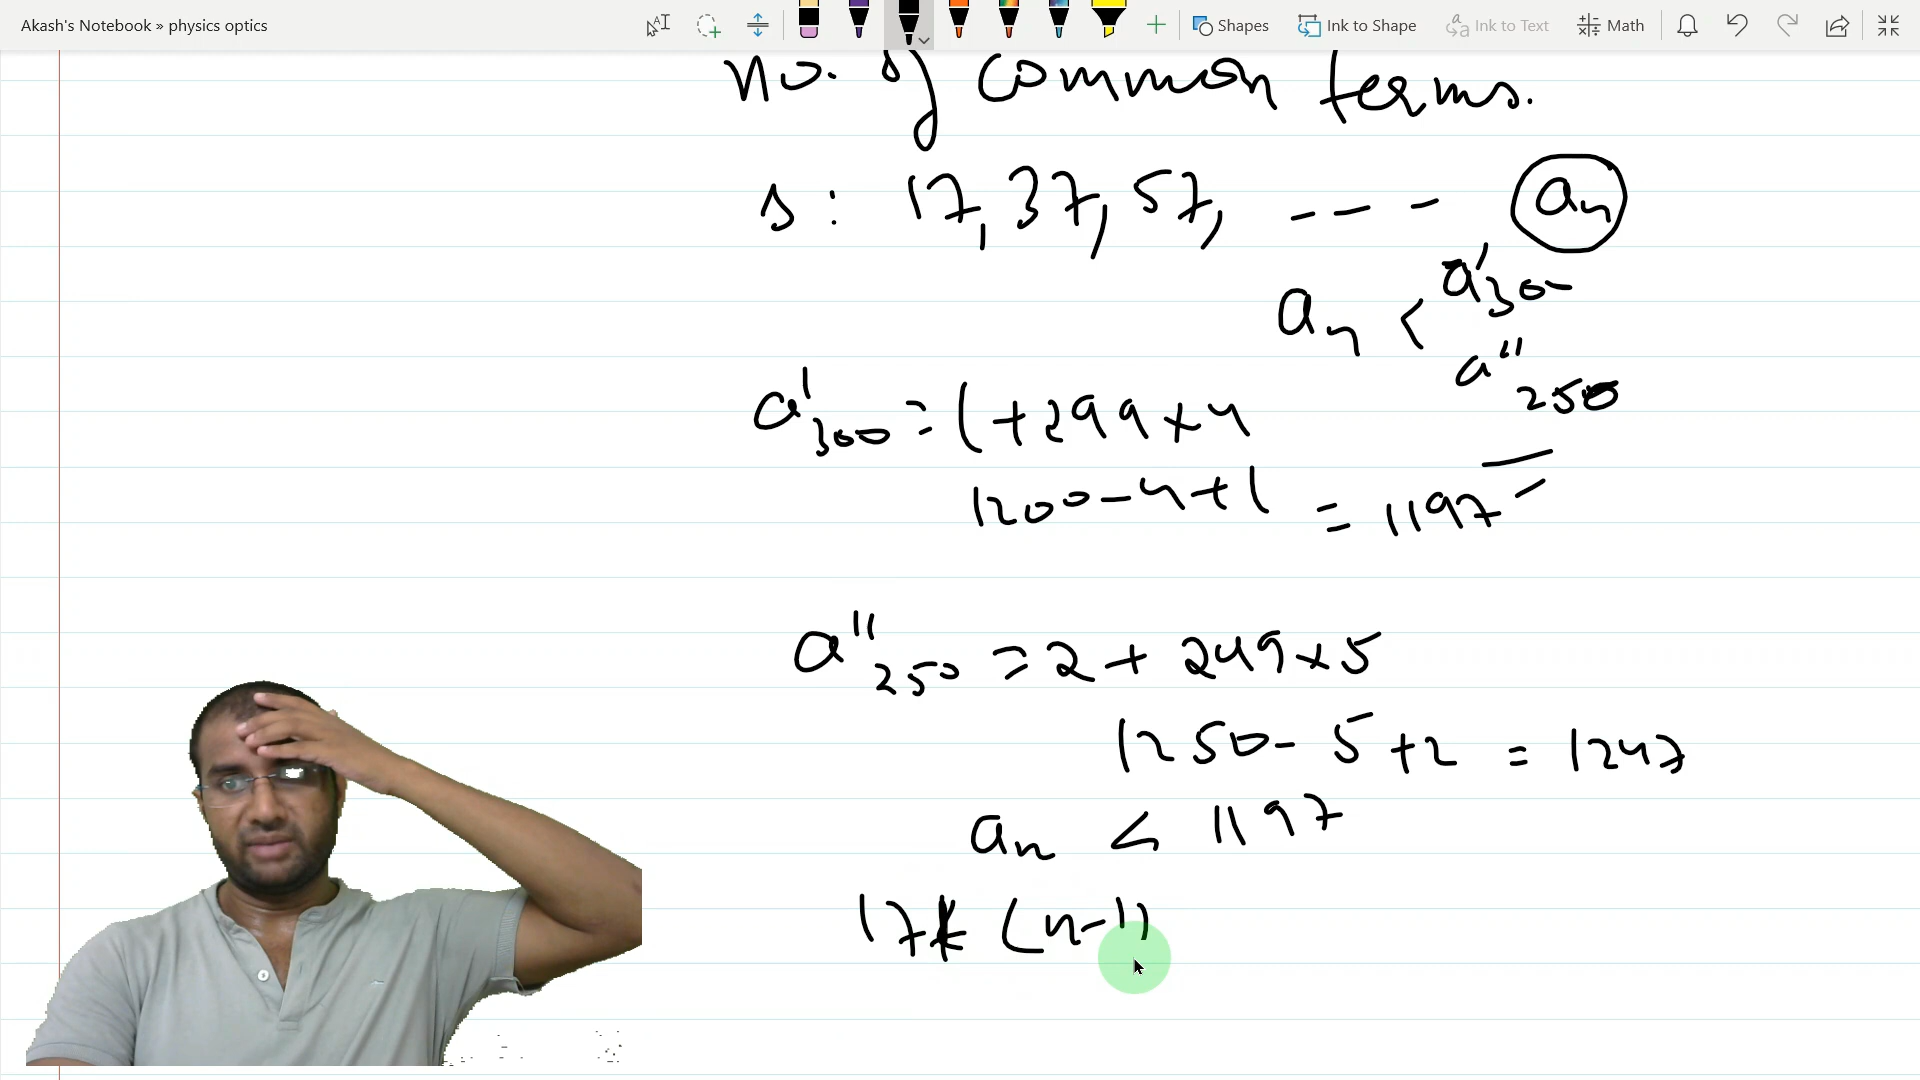 Akash's Notebook » physics optics
Shapes
Ink to Shape
Ink to Text
Math
no. of common terms.
s : 17, 37, 57, - - - - an
an < a'300
a''250
a'300 = 1+299×4
1200-4+1 = 1197
a''250 = 2 + 249×5
1250- 5 +2 = 1247
an < 1197
17+ (n-1)